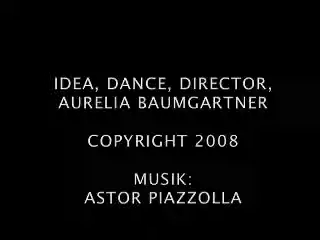 IDEA, DANCE, DIRECTOR,
AURELIA BAUMGARTNER
COPYRIGHT 2008
MUSIK:
ASTOR PIAZZOLLA